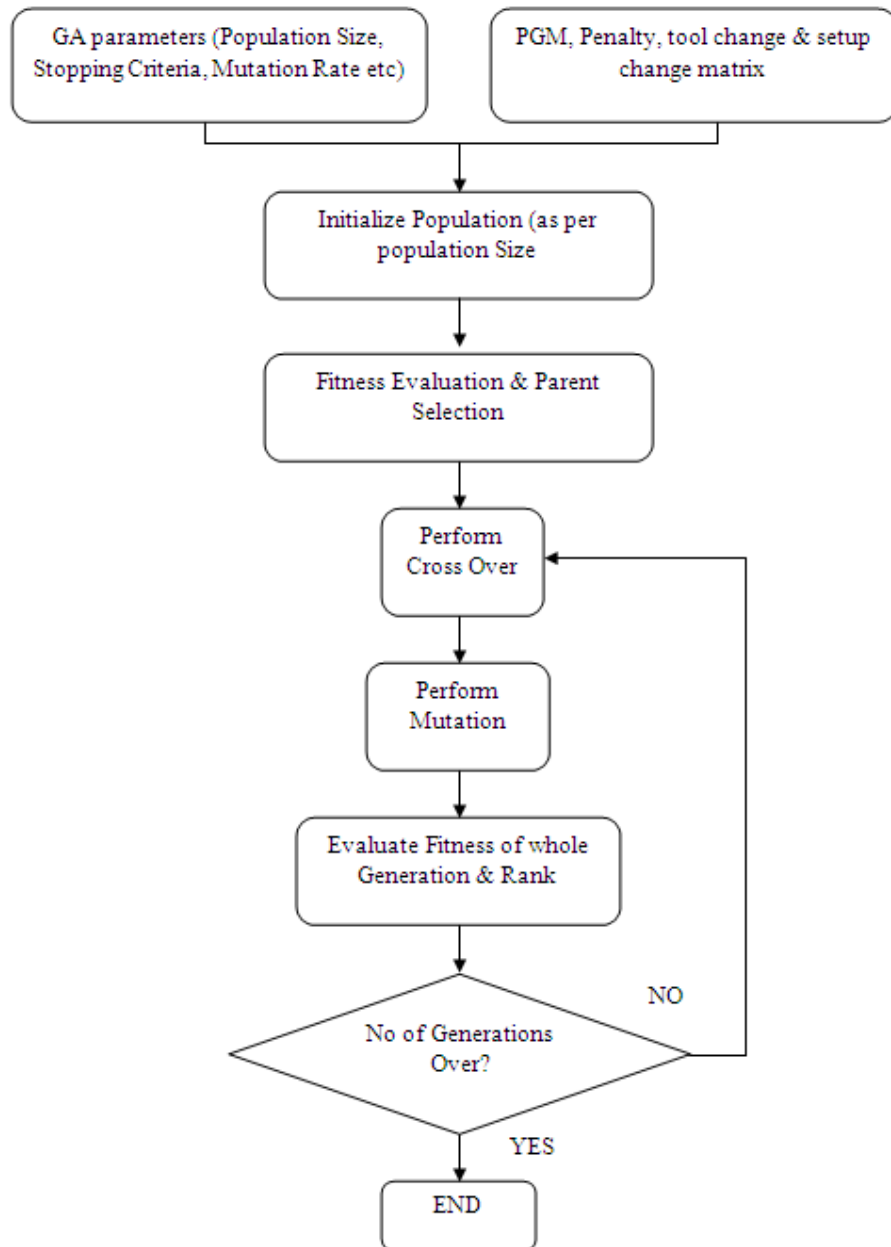 GA parameters (Population Size,
Stopping Criteria, Mutation Rate etc)
PGM, Penalty, tool change & setup
change matrix
Initialize Population (as per
population Size
Fitness Evaluation & Parent
Selection
Perform
Cross Over
Perform
Mutation
Evaluate Fitness of whole
Generation & Rank
NO
No of Generations
Over?
YES
END